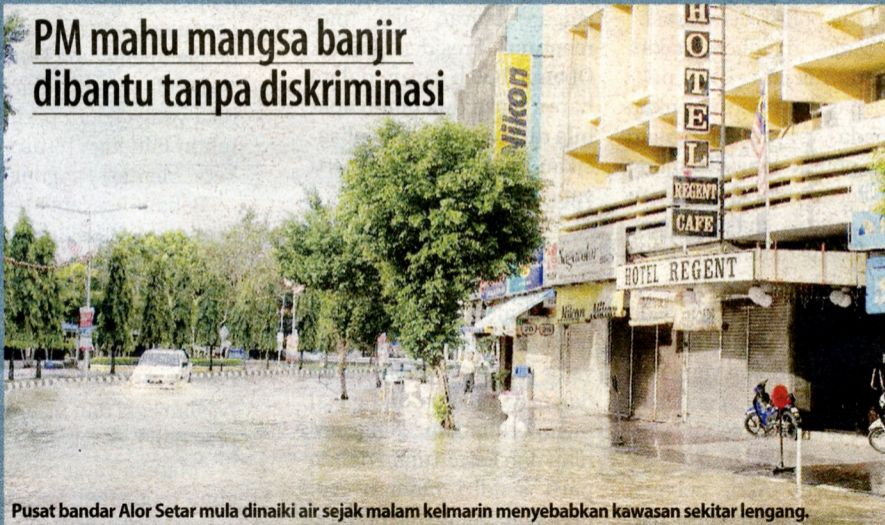 PM mahu mangsa banjir
dibantu tanpa diskriminasi
Nikon
HOTEL
REGENT
CAFE
HOTEL REGENT
Nikon
Pusat bandar Alor Setar mula dinaiki air sejak malam kelmarin menyebabkan kawasan sekitar lengang.